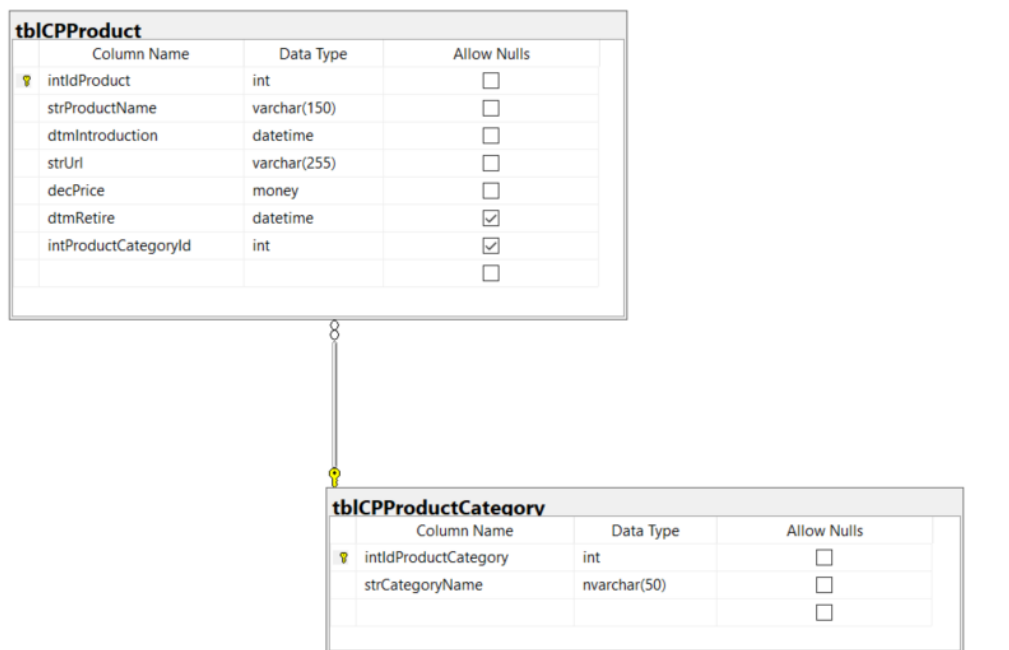 tblCPProduct
Column Name Data Type Allow Nulls
intIdProduct int
strProductName varchar(150)
dtmIntroduction datetime
strUrl varchar(255)
decPrice money
dtmRetire datetime
intProductCategoryId int
tblCPProductCategory
Column Name Data Type Allow Nulls
intIdProductCategory int
strCategoryName nvarchar(50)